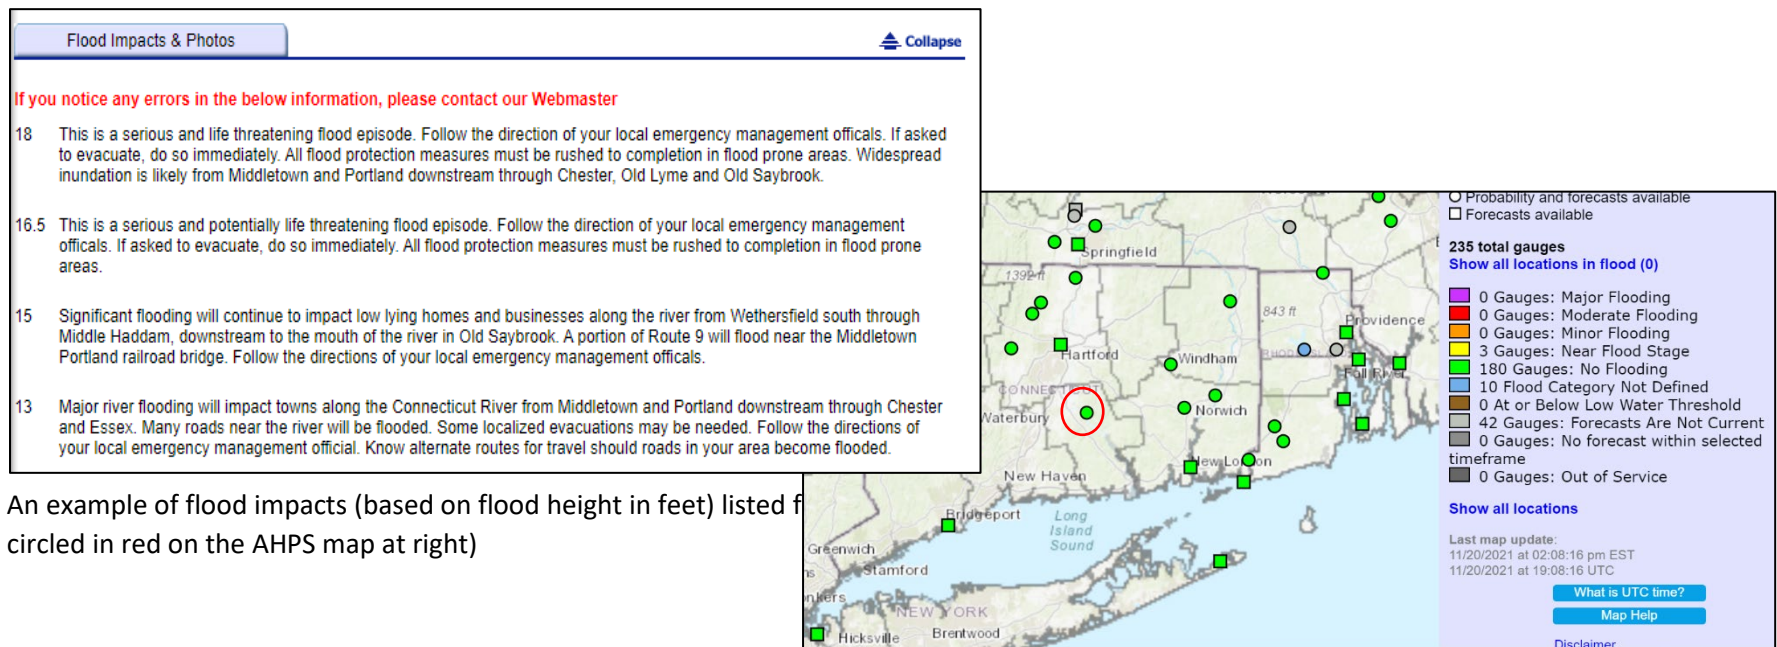 Flood Impacts & Photos
Collapse
If you notice any errors in the below information, please contact our Webmaster
18 This is a serious and life threatening flood episode. Follow the direction of your local emergency management officals. If asked
to evacuate, do so immediately. All flood protection measures must be rushed to completion in flood prone areas. Widespread
inundation is likely from Middletown and Portland downstream through Chester, Old Lyme and Old Saybrook.
16.5 This is a serious and potentially life threatening flood episode. Follow the direction of your local emergency management
officals. If asked to evacuate, do so immediately. All flood protection measures must be rushed to completion in flood prone
areas.
15 Significant flooding will continue to impact low lying homes and businesses along the river from Wethersfield south through
Middle Haddam, downstream to the mouth of the river in Old Saybrook. A portion of Route 9 will flood near the Middletown
Portland railroad bridge. Follow the directions of your local emergency management officals.
13 Major river flooding will impact towns along the Connecticut River from Middletown and Portland downstream through Chester
and Essex. Many roads near the river will be flooded. Some localized evacuations may be needed. Follow the directions of
your local emergency management official. Know alternate routes for travel should roads in your area become flooded.
An example of flood impacts (based on flood height in feet) listed f
circled in red on the AHPS map at right)
Springfield
1392 ft
843 ft
Providence
Hartford
Windham
Fall River
CONNECTICUT
Waterbury
Norwich
New London
New Haven
Bridgeport
Long
Island
Sound
Greenwich
Stamford
nkers
NEW YORK
Hicksville
Brentwood
Probability and forecasts available
Forecasts available
235 total gauges
Show all locations in flood (0)
0 Gauges: Major Flooding
0 Gauges: Moderate Flooding
0 Gauges: Minor Flooding
3 Gauges: Near Flood Stage
180 Gauges: No Flooding
10 Flood Category Not Defined
0 At or Below Low Water Threshold
42 Gauges: Forecasts Are Not Current
0 Gauges: No forecast within selected
timeframe
0 Gauges: Out of Service
Show all locations
Last map update:
11/20/2021 at 02:08:16 pm EST
11/20/2021 at 19:08:16 UTC
What is UTC time?
Map Help
Disclaimer